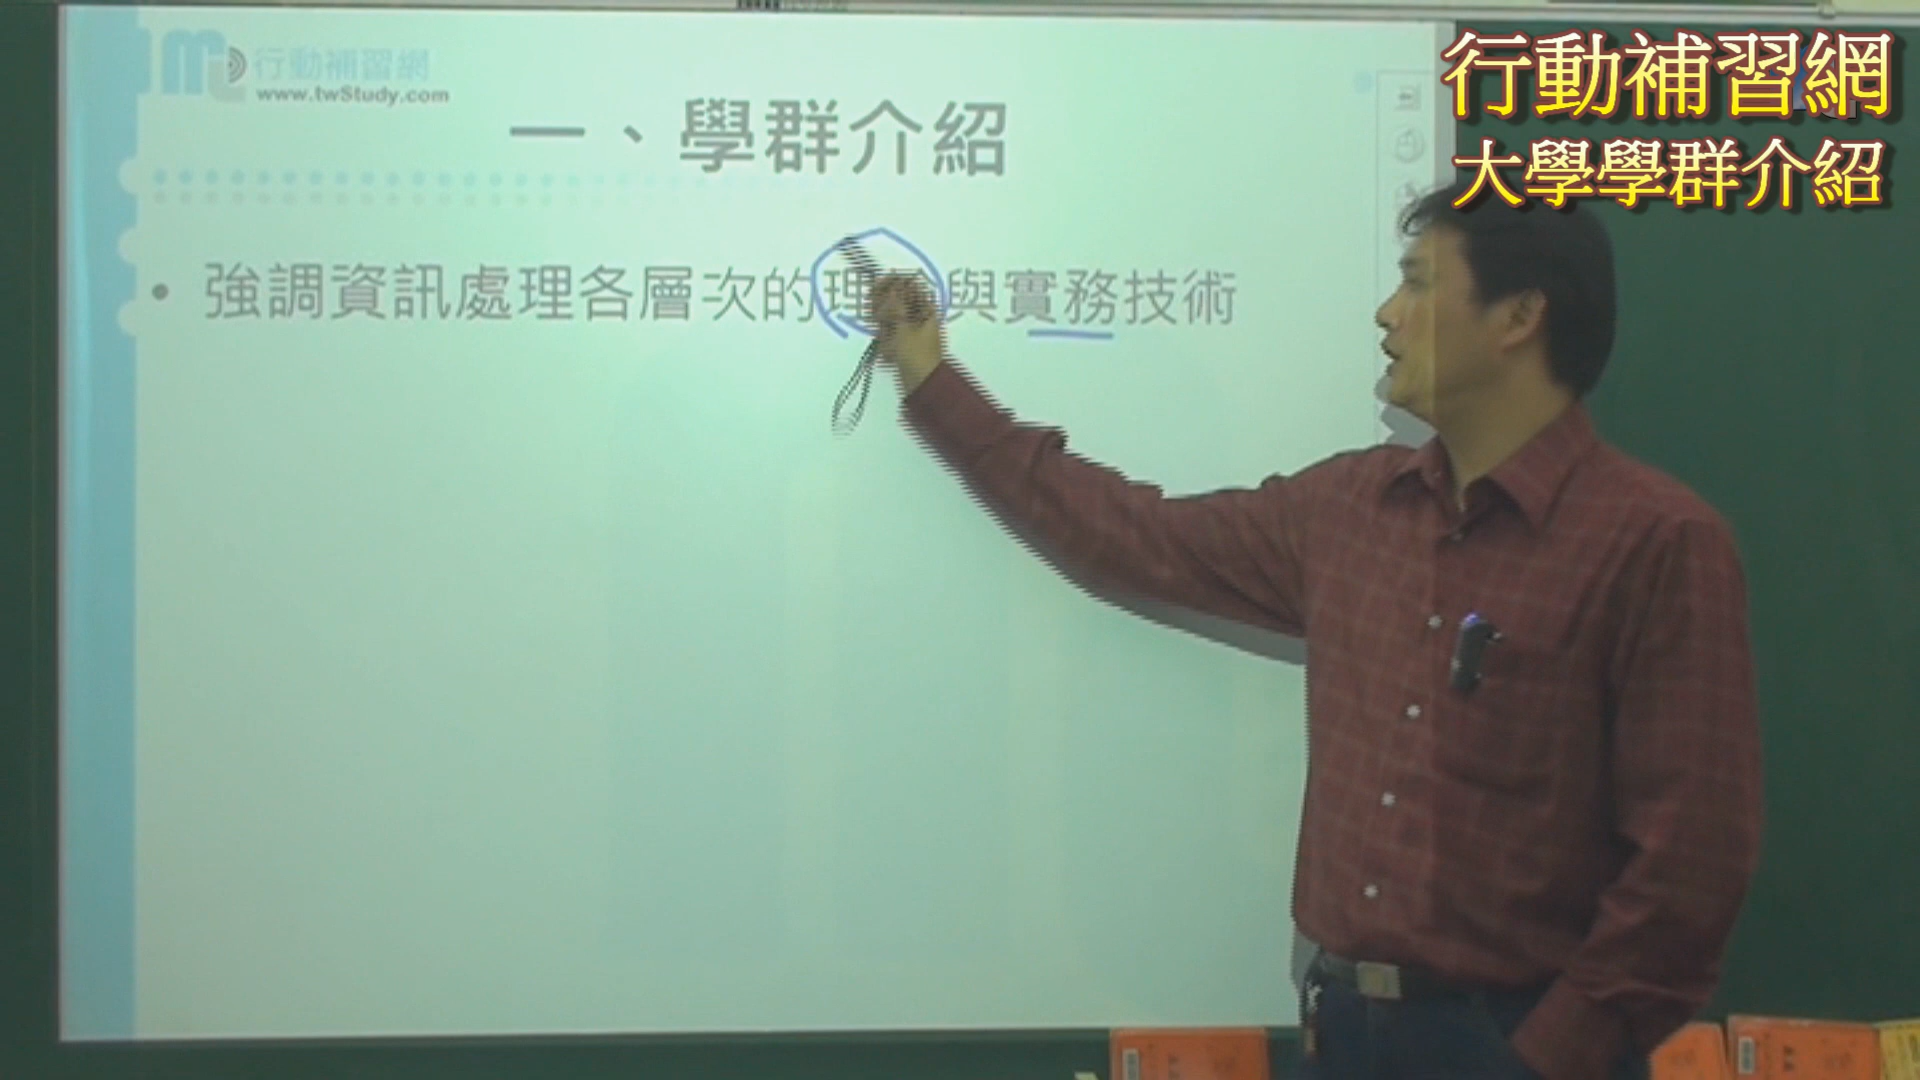 行動補習網
www.twStudy.com
行動補習網
大學學群介紹
一、學群介紹
• 強調資訊處理各層次的理與實務技術